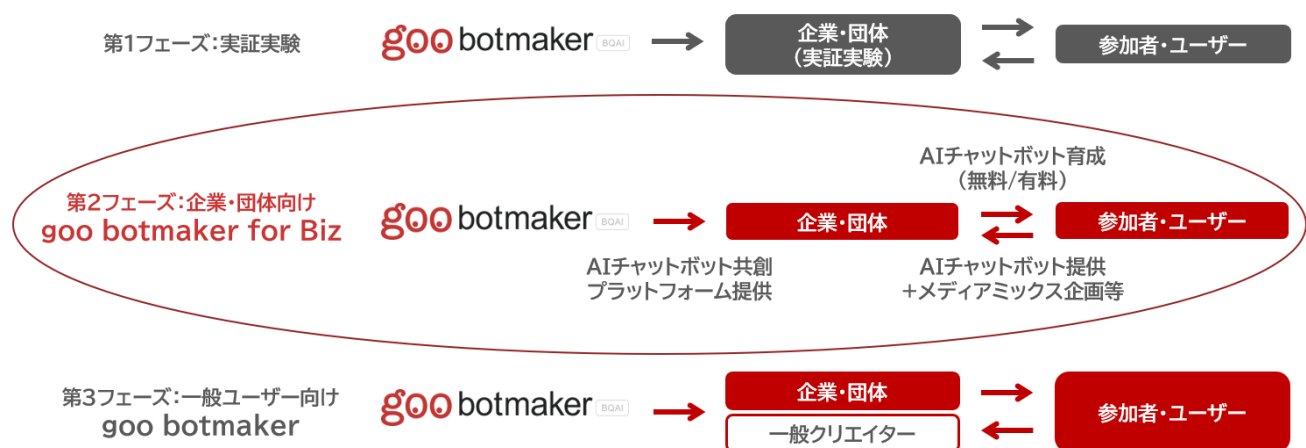 第1フェーズ:実証実験
goo botmaker BQAI
企業・団体
(実証実験)
参加者・ユーザー
AIチャットボット育成
(無料/有料)
第2フェーズ:企業・団体向け
goo botmaker for Biz
goo botmaker BQAI
企業・団体
参加者・ユーザー
AIチャットボット共創
プラットフォーム提供
AIチャットボット提供
+メディアミックス企画等
第3フェーズ:一般ユーザー向け
goo botmaker
goo botmaker BQAI
企業・団体
一般クリエイター
参加者・ユーザー